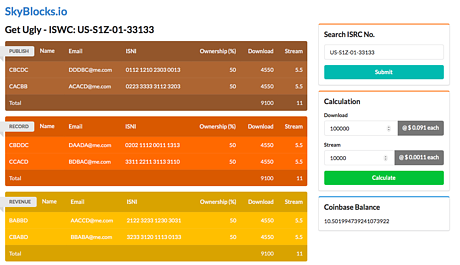 SkyBlocks.io
Get Ugly - ISWC: US-S1Z-01-33133
PUBLISH Name Email ISNI Ownership (%) Download Stream
CBCDC DDDBC@me.com 0112 1210 2303 0013 50 4550 5.5
CACBB ACACD@me.com 0223 3333 3112 3203 50 4550 5.5
Total 9100 11
RECORD Name Email ISNI Ownership (%) Download Stream
CBDDC DAADA@me.com 0202 1112 0011 1313 50 4550 5.5
CCACD BDBAC@me.com 3311 2211 3113 3110 50 4550 5.5
Total 9100 11
REVENUE Name Email ISNI Ownership (%) Download Stream
BABBD AACCD@me.com 2122 3233 1230 3031 50 4550 5.5
CBABD BBABA@me.com 3223 3120 1113 0133 50 4550 5.5
Total 9100 11
Search ISRC No.
US-S1Z-01-33133
Submit
Calculation
Download
100000 @ $ 0.091 each
Stream
10000 @ $ 0.0011 each
Calculate
Coinbase Balance
10.501994739241073922